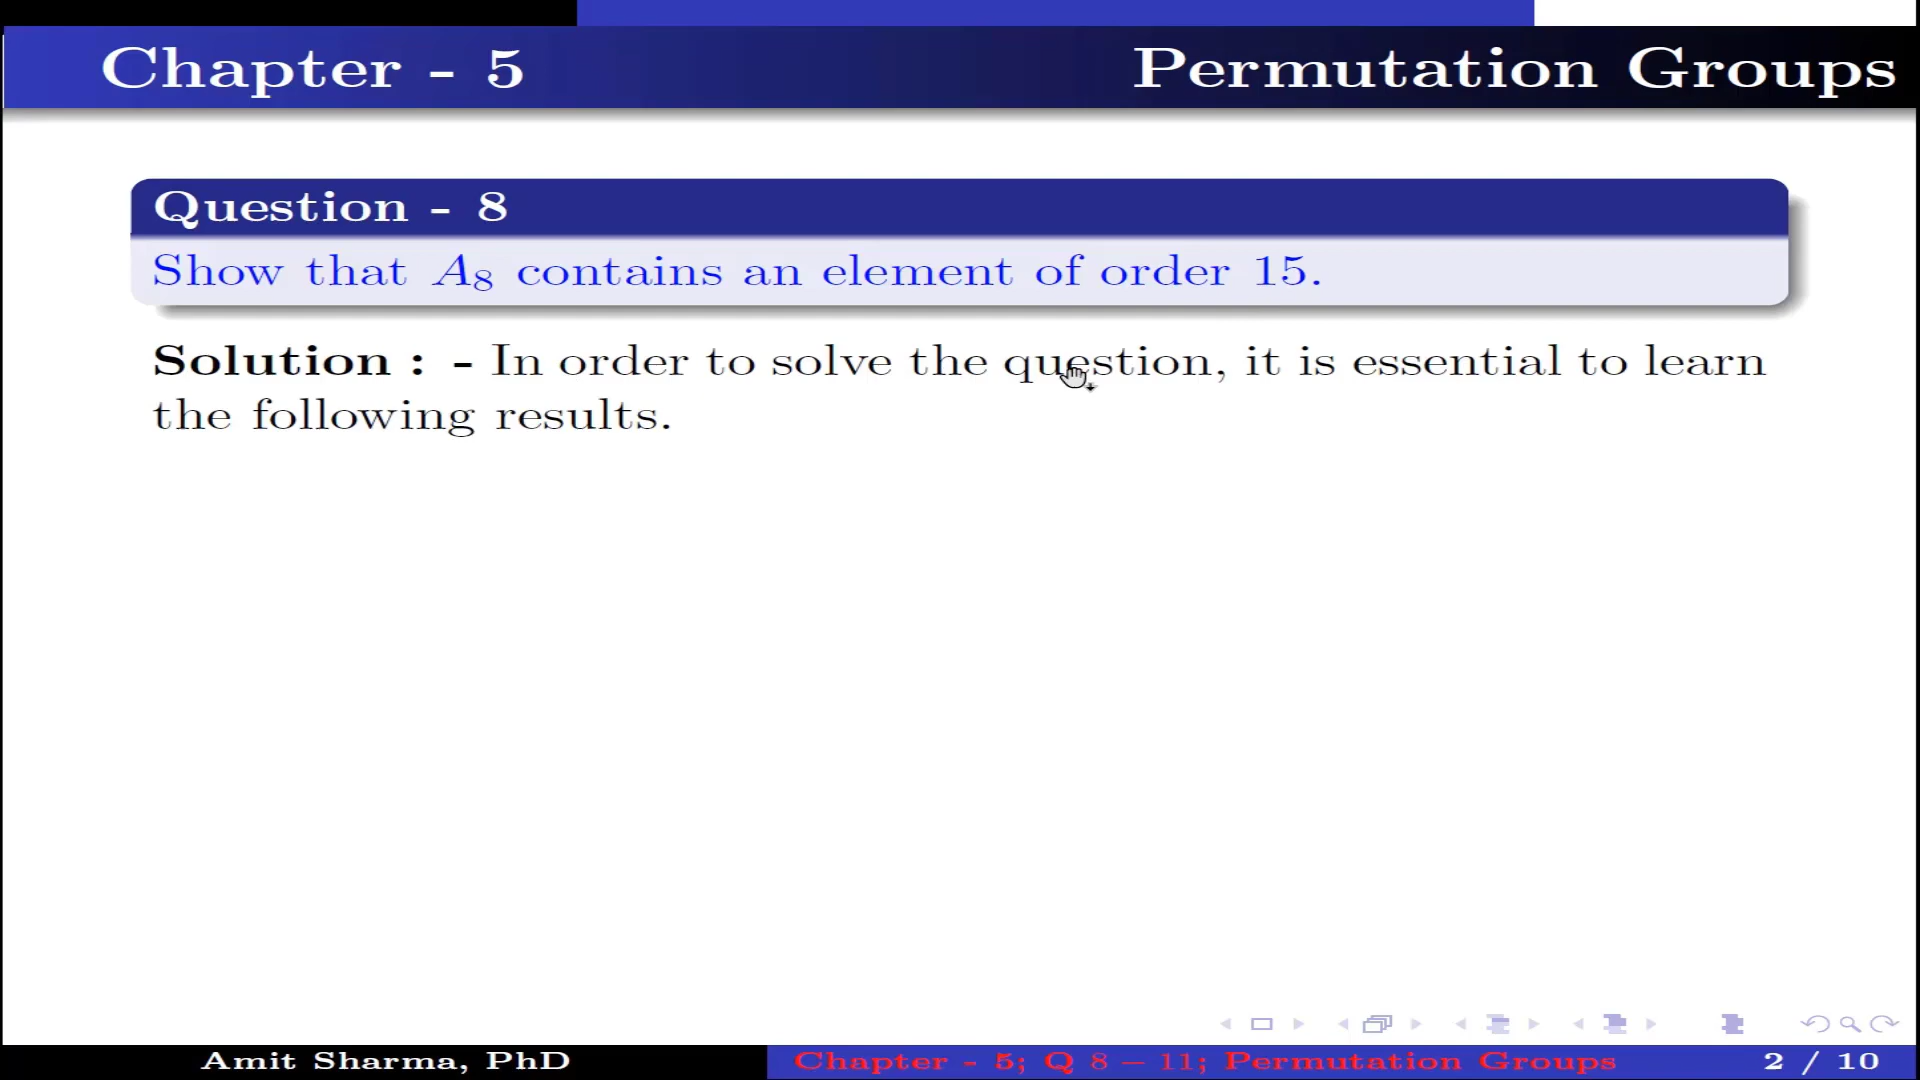 Chapter - 5 Permutation Groups
Question - 8
Show that A₈ contains an element of order 15.
Solution : - In order to solve the question, it is essential to learn
the following results.
Amit Sharma, PhD Chapter - 5; Q 8 – 11; Permutation Groups 2 / 10